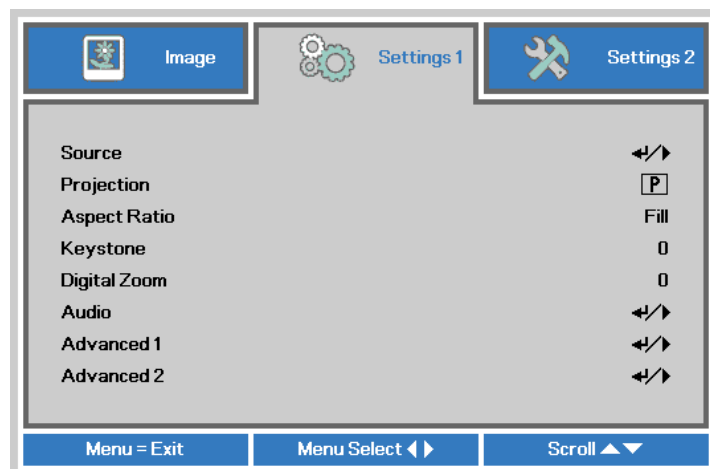 Image Settings 1 Settings 2
Source ↵/▶
Projection P
Aspect Ratio Fill
Keystone 0
Digital Zoom 0
Audio ↵/▶
Advanced 1 ↵/▶
Advanced 2 ↵/▶
Menu = Exit Menu Select ◀ ▶ Scroll ▲▼